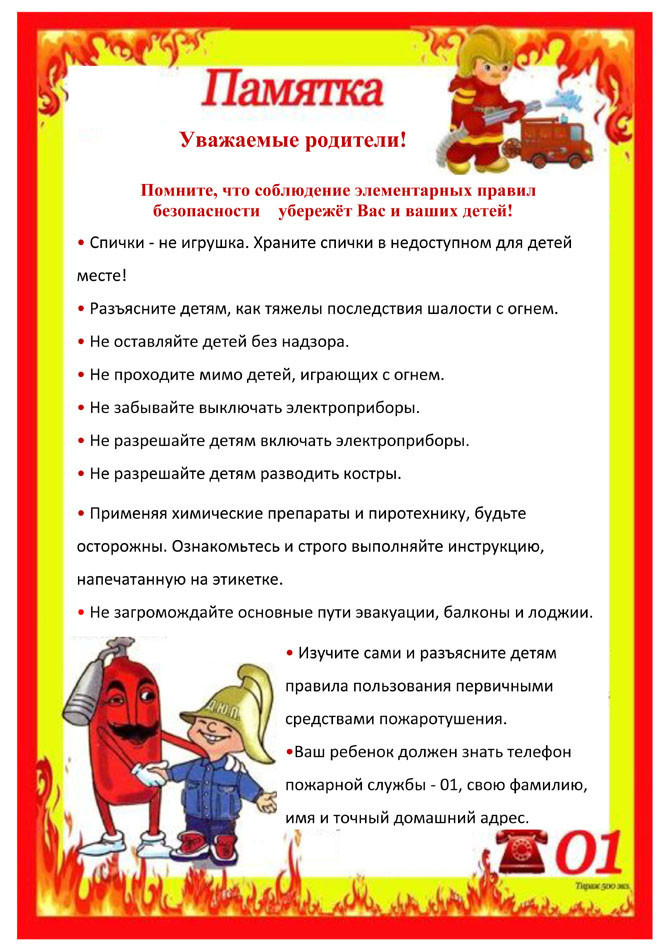 Памятка
Уважаемые родители!
Помните, что соблюдение элементарных правил
безопасности убережёт Вас и ваших детей!
• Спички - не игрушка. Храните спички в недоступном для детей
месте!
• Разъясните детям, как тяжелы последствия шалости с огнем.
• Не оставляйте детей без надзора.
• Не проходите мимо детей, играющих с огнем.
• Не забывайте выключать электроприборы.
• Не разрешайте детям включать электроприборы.
• Не разрешайте детям разводить костры.
• Применяя химические препараты и пиротехнику, будьте
осторожны. Ознакомьтесь и строго выполняйте инструкцию,
напечатанную на этикетке.
• Не загромождайте основные пути эвакуации, балконы и лоджии.
• Изучите сами и разъясните детям
правила пользования первичными
средствами пожаротушения.
•Ваш ребенок должен знать телефон
пожарной службы - 01, свою фамилию,
имя и точный домашний адрес.
Д.Ю.П.
01
Тираж 500 экз.